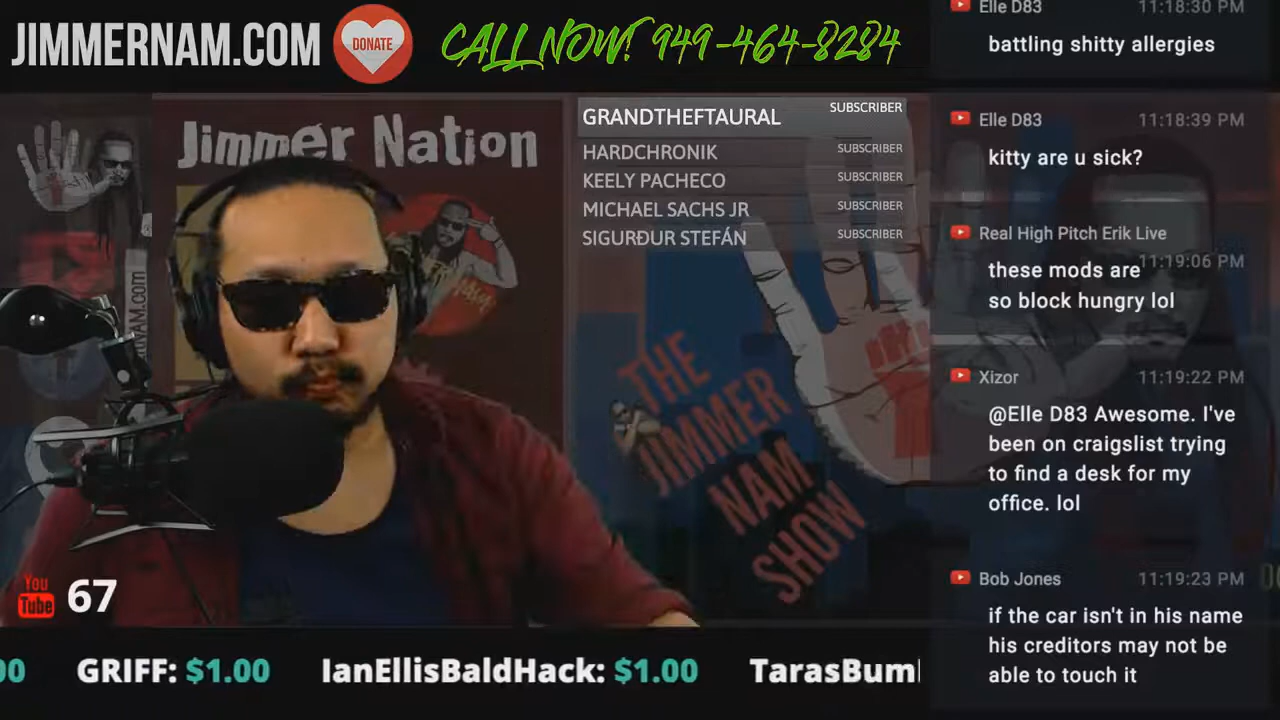 JIMMERNAM.COM
DONATE
CALL NOW! 949-464-8284
Jimmer Nation
GRANDTHEFTAURAL SUBSCRIBER
HARDCHRONIK SUBSCRIBER
KEELY PACHECO SUBSCRIBER
MICHAEL SACHS JR SUBSCRIBER
SIGURÐUR STEFÁN SUBSCRIBER
THE
JIMMER
NAM
SHOW
You
Tube
67
00 GRIFF: $1.00 IanEllisBaldHack: $1.00 TarasBum
Elle D83 11:18:30 PM
battling shitty allergies
Elle D83 11:18:39 PM
kitty are u sick?
Real High Pitch Erik Live
11:19:06 PM
these mods are
so block hungry lol
Xizor 11:19:22 PM
@Elle D83 Awesome. I've
been on craigslist trying
to find a desk for my
office. lol
Bob Jones 11:19:23 PM
if the car isn't in his name
his creditors may not be
able to touch it